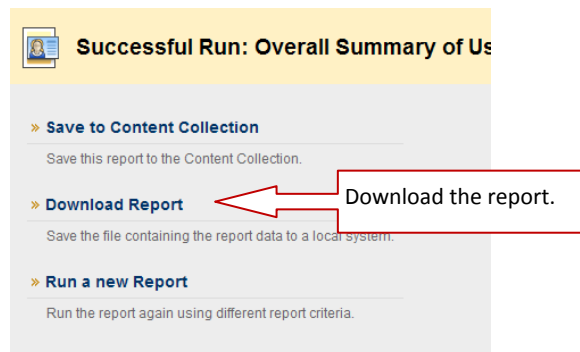 Successful Run: Overall Summary of Us
» Save to Content Collection
Save this report to the Content Collection.
» Download Report
Download the report.
Save the file containing the report data to a local system.
» Run a new Report
Run the report again using different report criteria.